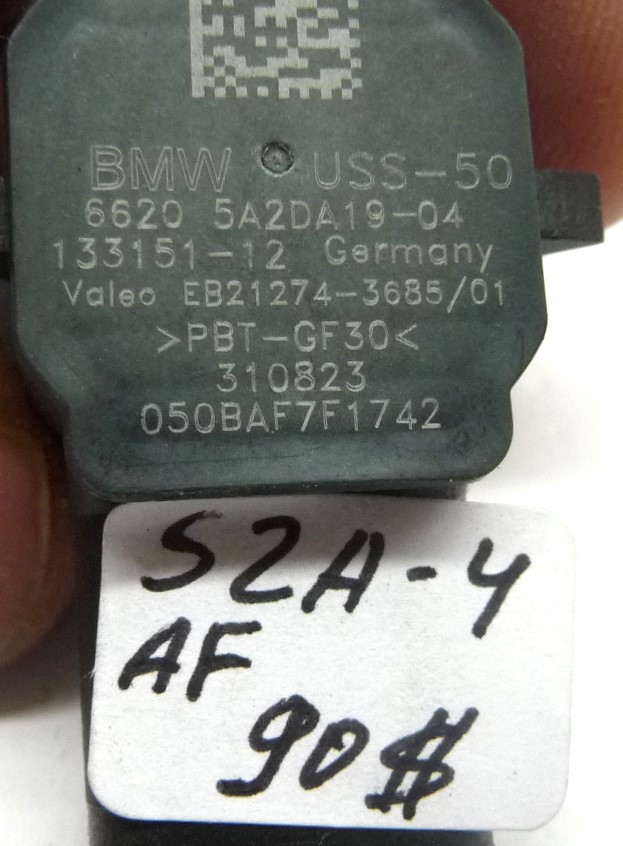 BMW USS-50
6620 5A2DA19-04
133151-12 Germany
Valeo EB21274-3685/01
>PBT-GF30<
310823
050BAF7F1742
S2A-4
AF
90$